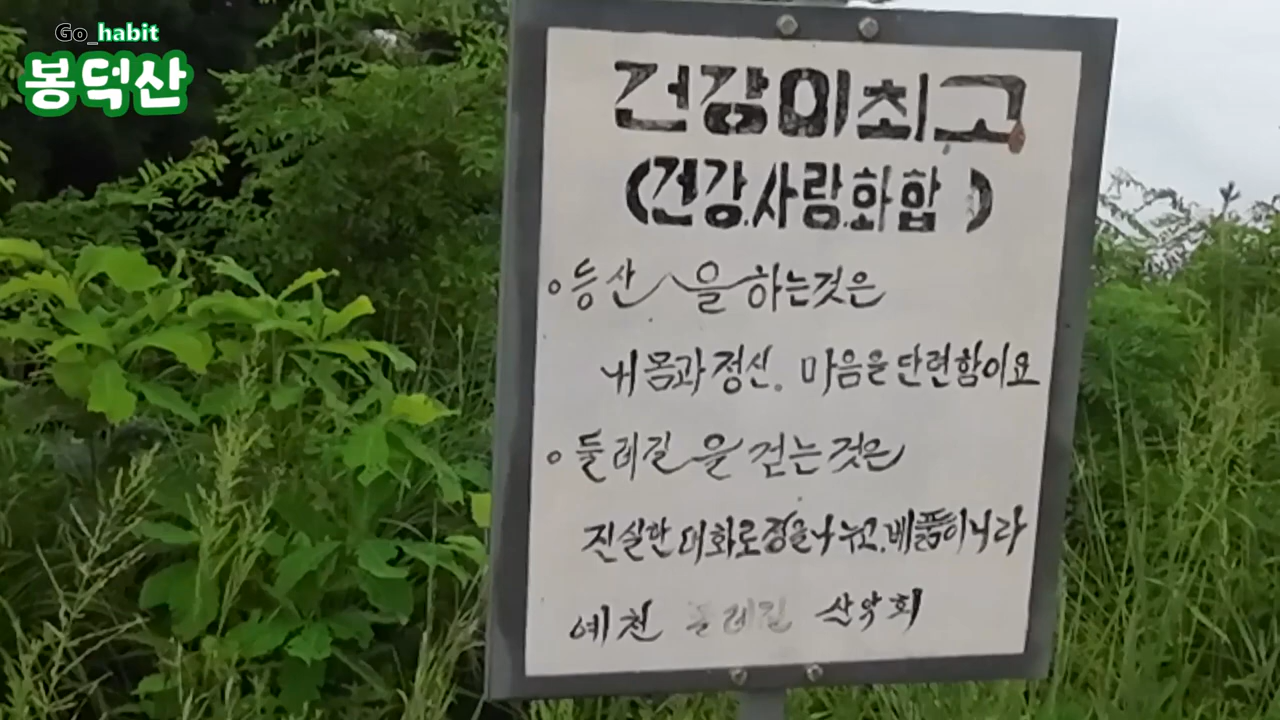 Go_habit
봉덕산
건강이최고
(건강.사랑.화합)
◦등산을하는것은
내몸과정신. 마음을단련함이요
◦둘레길을걷는것은
진실한대화로정을나누고.베품이니라
예천 둘레길 산악회